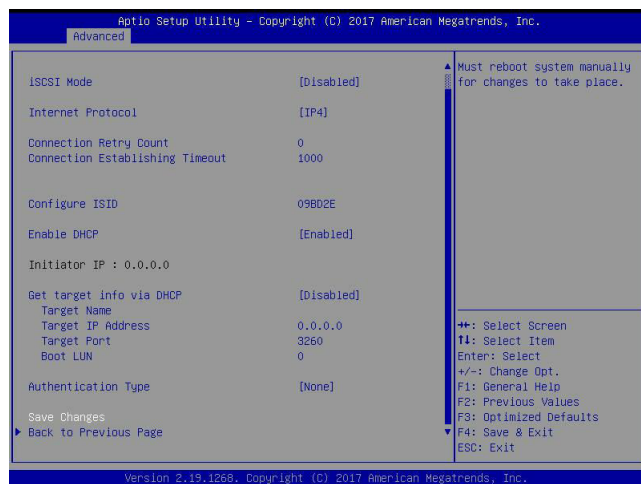 Aptio Setup Utility – Copyright (C) 2017 American Megatrends, Inc.
Advanced
iSCSI Mode [Disabled]
Internet Protocol [IP4]
Connection Retry Count 0
Connection Establishing Timeout 1000
Configure ISID 09BD2E
Enable DHCP [Enabled]
Initiator IP : 0.0.0.0
Get target info via DHCP [Disabled]
Target Name
Target IP Address 0.0.0.0
Target Port 3260
Boot LUN 0
Authentication Type [None]
Save Changes
Back to Previous Page
Must reboot system manually
for changes to take place.
→←: Select Screen
↑↓: Select Item
Enter: Select
+/-: Change Opt.
F1: General Help
F2: Previous Values
F3: Optimized Defaults
F4: Save & Exit
ESC: Exit
Version 2.19.1268. Copyright (C) 2017 American Megatrends, Inc.